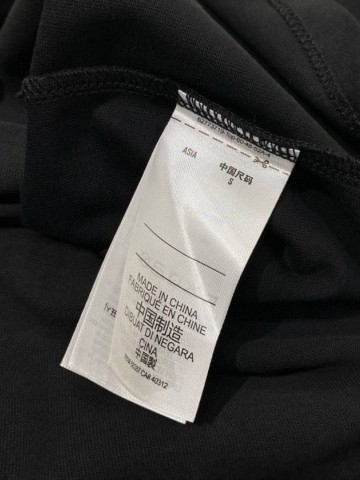 ASIA 中国尺码
S
MADE IN CHINA
FABRIQUÉ EN CHINE
中国制造
DIBUAT DI NEGARA
CINA
中国製